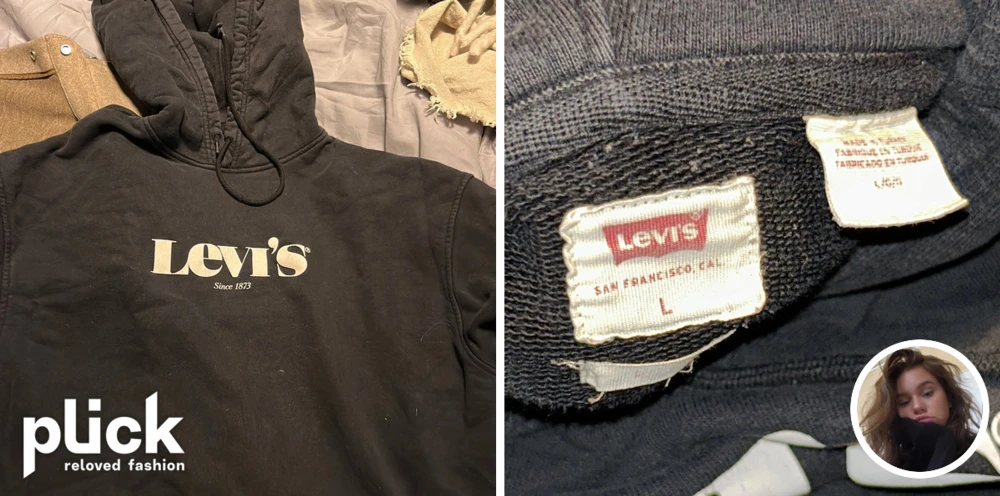 Levi's®
Since 1873
plick
reloved fashion
Levi's
SAN FRANCISCO, CAL
L
MADE IN TURKEY
FABRIQUE EN TURQUIE
FABRICADO EN TURQUIA
L/G/G